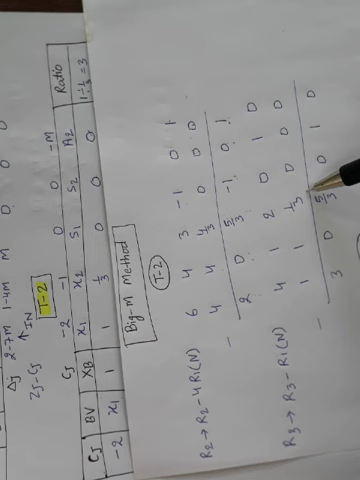 ΔJ 2-7M 1-4M M 0 0 0
↑IN
ZJ-CJ T-2
CJ -2 -1 0 0 -M
CJ BV XB x1 x2 S1 S2 A2 Ratio
-2 x1 1 1 1/3 0 0 0 1÷1/3=3
Big-M Method
T-2
R2→R2-4R1(N)
6 4 3 -1 0 1
- 4 4 4/3 0 0 0
2 0 5/3 -1 0 1
R3→R3-R1(N)
4 1 2 0 1 0
- 1 1 1/3 0 0 0
3 0 5/3 0 1 0